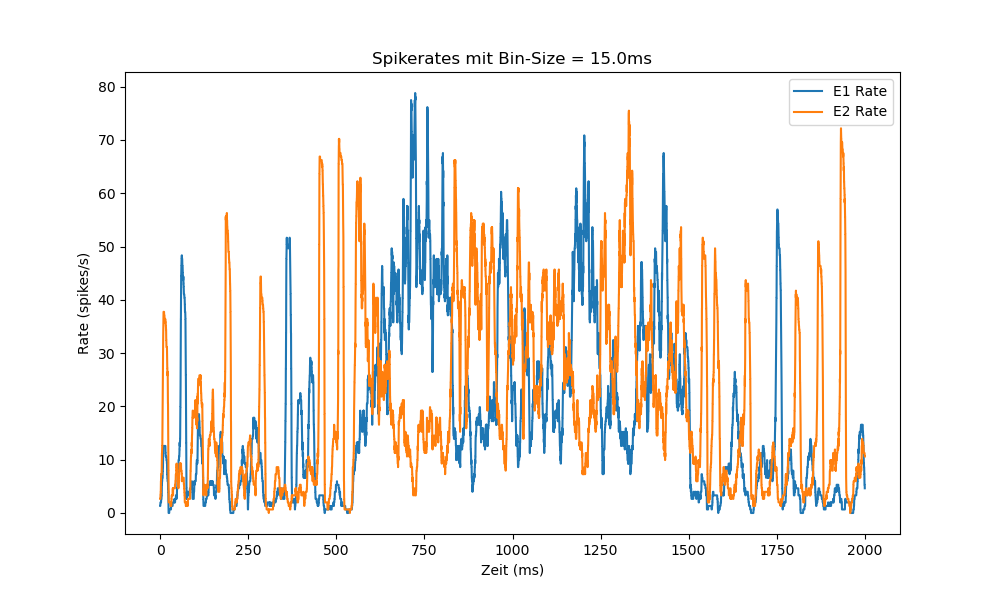 Spikerates mit Bin-Size = 15.0ms
E1 Rate
E2 Rate
Rate (spikes/s)
80
70
60
50
40
30
20
10
0
0 250 500 750 1000 1250 1500 1750 2000
Zeit (ms)